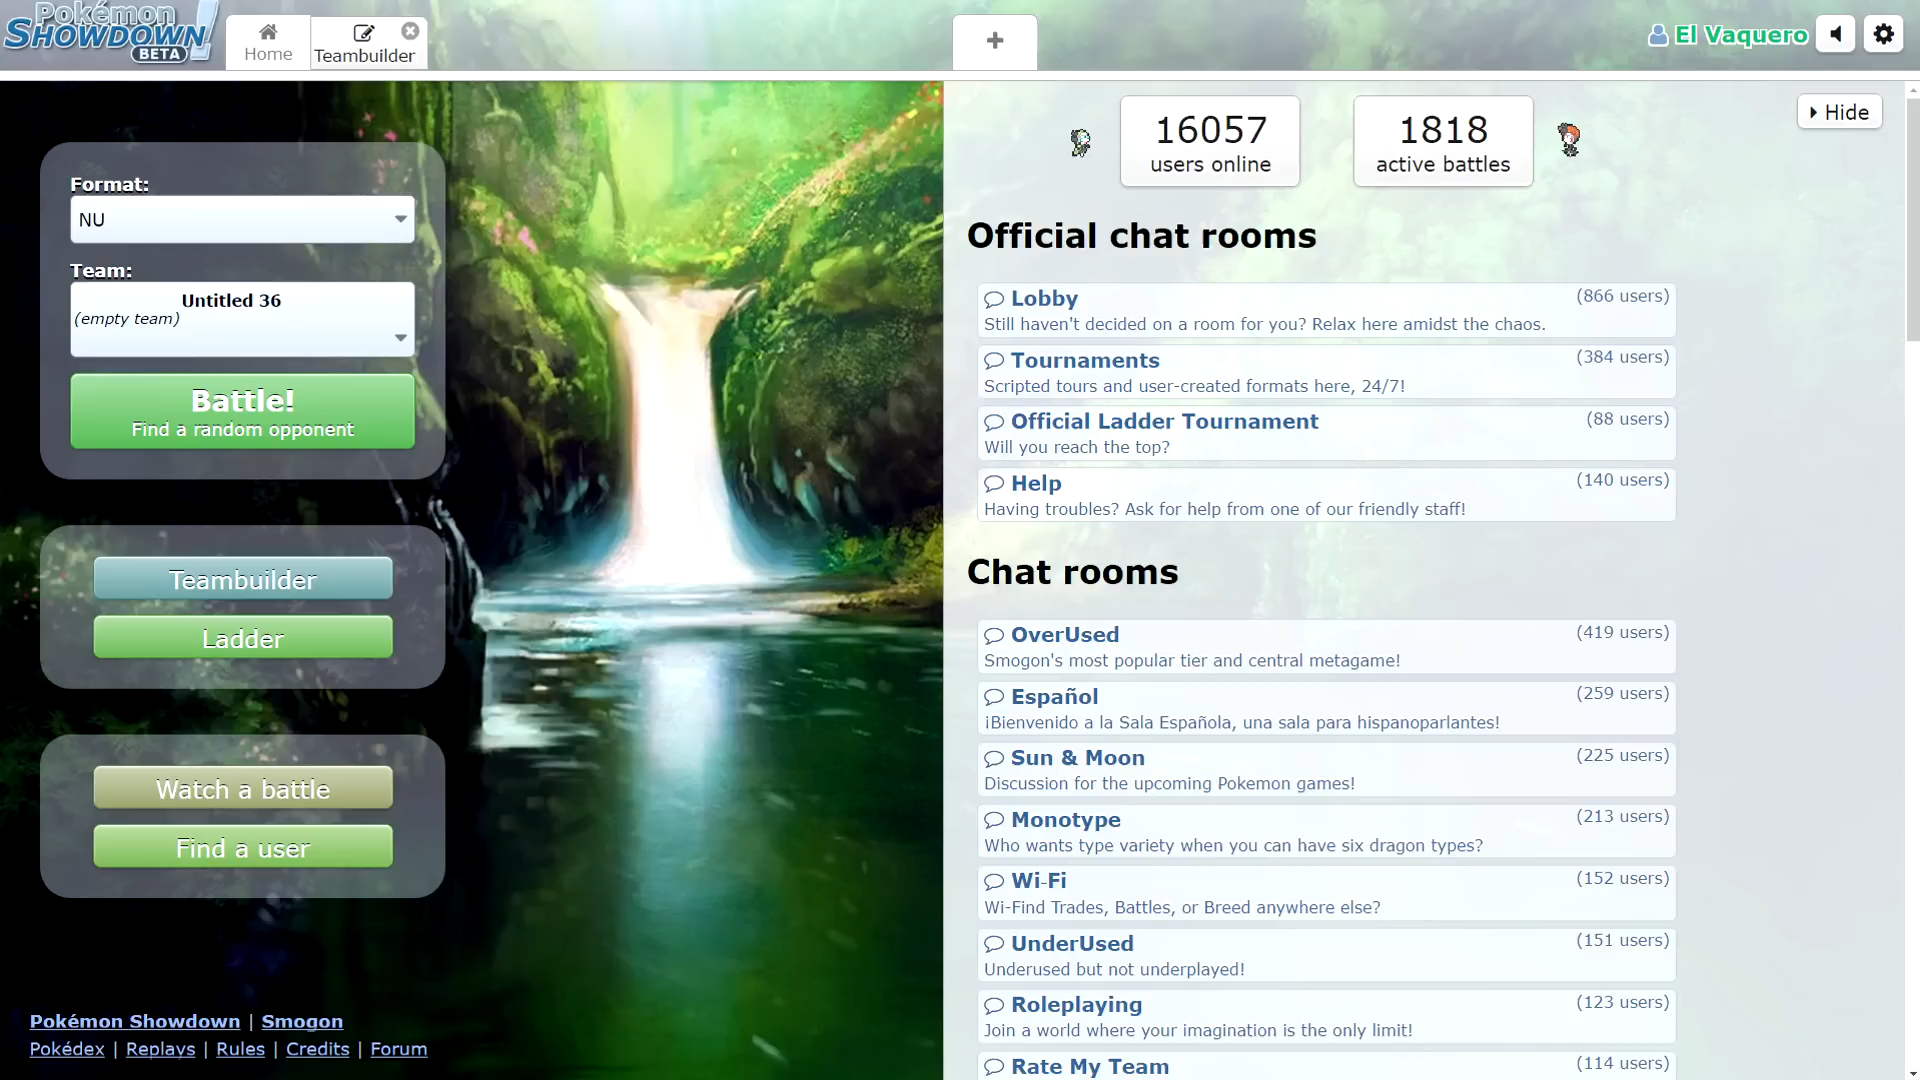 Pokémon
SHOWDOWN!
BETA
Home
Teambuilder
+
El Vaquero
Format:
NU
Team:
Untitled 36
(empty team)
Battle!
Find a random opponent
Teambuilder
Ladder
Watch a battle
Find a user
Pokémon Showdown | Smogon
Pokédex | Replays | Rules | Credits | Forum
16057
users online
1818
active battles
Hide
Official chat rooms
Lobby (866 users)
Still haven't decided on a room for you? Relax here amidst the chaos.
Tournaments (384 users)
Scripted tours and user-created formats here, 24/7!
Official Ladder Tournament (88 users)
Will you reach the top?
Help (140 users)
Having troubles? Ask for help from one of our friendly staff!
Chat rooms
OverUsed (419 users)
Smogon's most popular tier and central metagame!
Español (259 users)
¡Bienvenido a la Sala Española, una sala para hispanoparlantes!
Sun & Moon (225 users)
Discussion for the upcoming Pokemon games!
Monotype (213 users)
Who wants type variety when you can have six dragon types?
Wi-Fi (152 users)
Wi-Find Trades, Battles, or Breed anywhere else?
UnderUsed (151 users)
Underused but not underplayed!
Roleplaying (123 users)
Join a world where your imagination is the only limit!
Rate My Team (114 users)